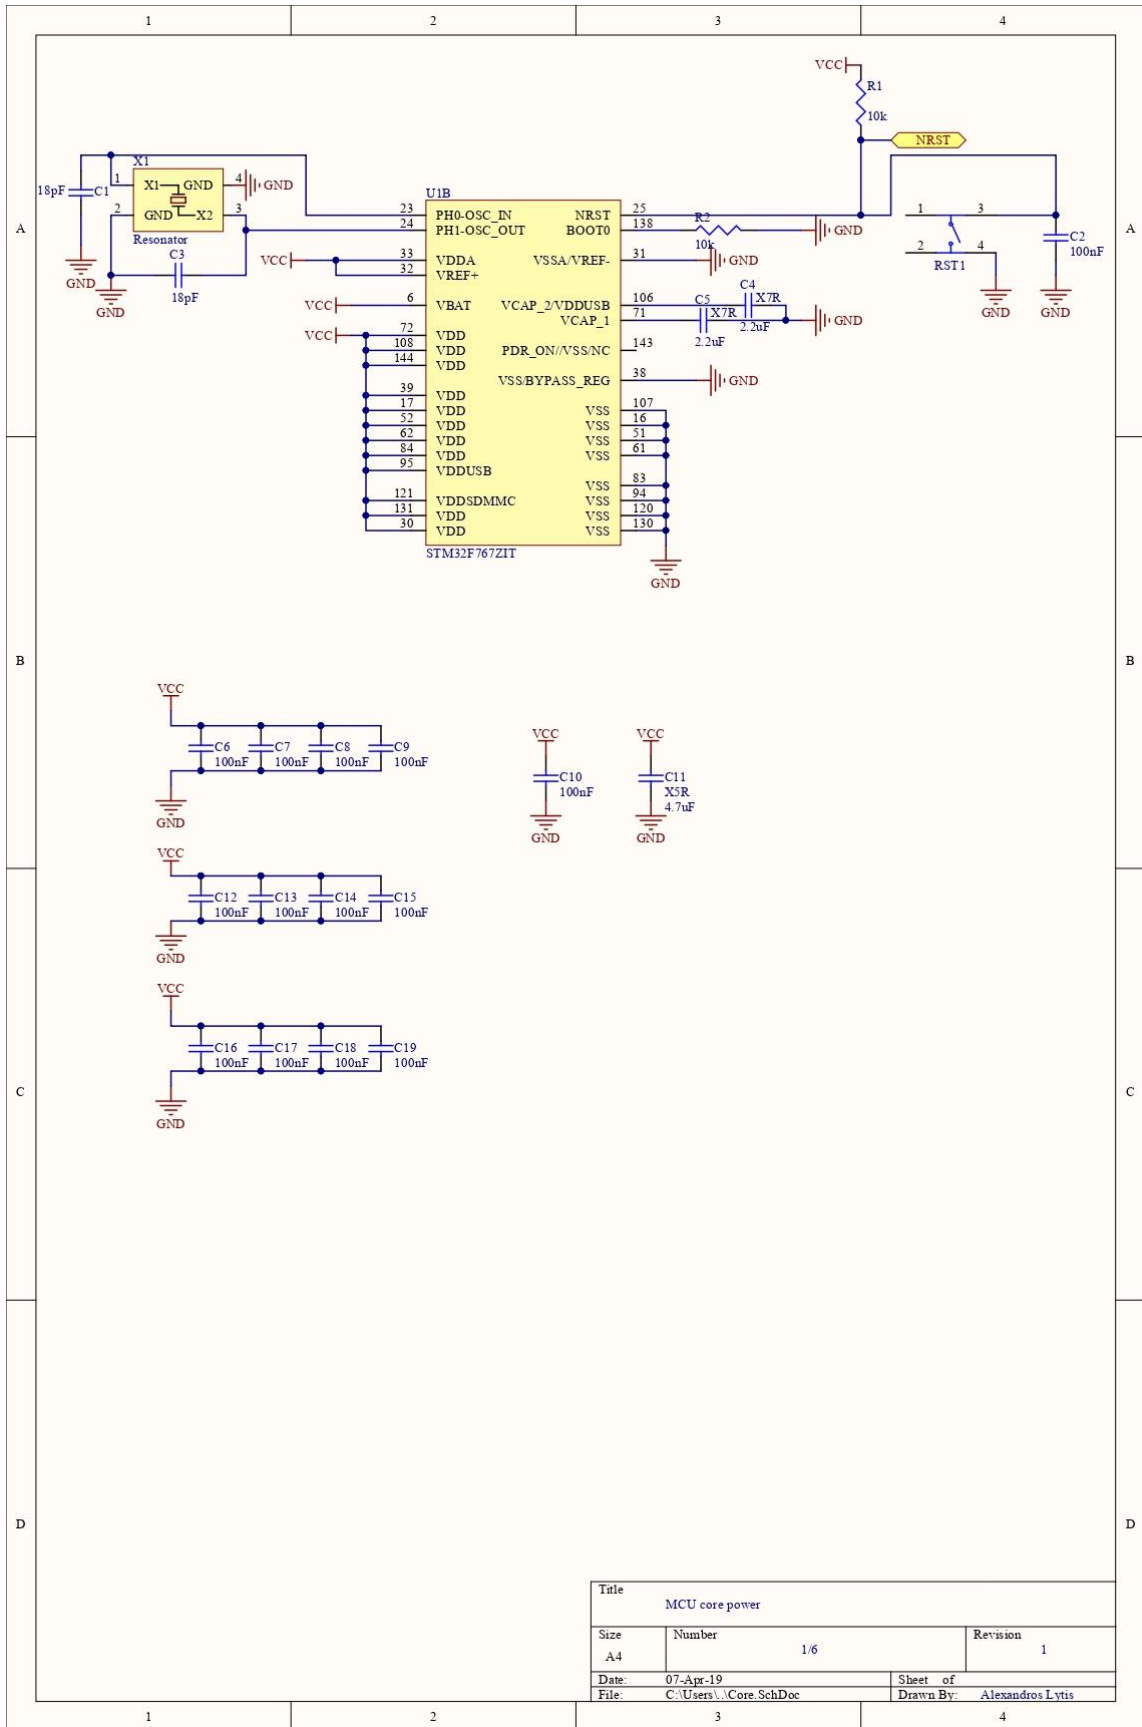 1 2 3 4
A
A
B
B
C
C
D
D
VCC
R1
10k
NRST
X1
18pF C1
1 X1 GND 4 GND
2 GND X2 3
Resonator
GND
C3
18pF
GND
U1B
23 PH0-OSC_IN NRST 25
24 PH1-OSC_OUT BOOT0 138 R2 10k GND
VCC 33 VDDA VSSA/VREF- 31 GND
32 VREF+
VCC 6 VBAT VCAP_2/VDDUSB 106 C4 X7R 2.2uF
VCC 72 VDD VCAP_1 71 C5 X7R 2.2uF GND
108 VDD PDR_ON//VSS/NC 143
144 VDD
39 VDD VSS/BYPASS_REG 38 GND
17 VDD VSS 107
52 VDD VSS 16
62 VDD VSS 51
84 VDD VSS 61
95 VDDUSB
VSS 83
121 VDDSDMMC VSS 94
131 VDD VSS 120
30 VDD VSS 130
STM32F767ZIT
GND
1 3
2 4
RST1
GND
C2
100nF
GND
VCC
C6 C7 C8 C9
100nF 100nF 100nF 100nF
GND
VCC
C10
100nF
GND
VCC
C11
X5R
4.7uF
GND
VCC
C12 C13 C14 C15
100nF 100nF 100nF 100nF
GND
VCC
C16 C17 C18 C19
100nF 100nF 100nF 100nF
GND
Title
MCU core power
Size Number Revision
A4 1/6 1
Date: 07-Apr-19 Sheet of
File: C:\Users\..\Core.SchDoc Drawn By: Alexandros Lytis
1 2 3 4